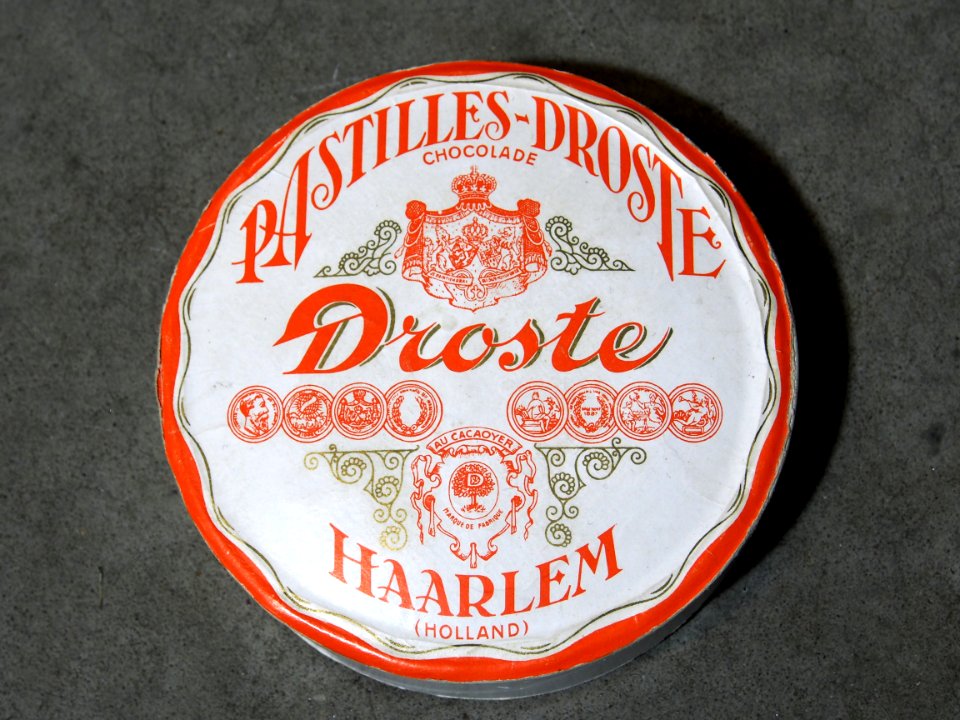 PASTILLES-DROSTE
CHOCOLADE
Droste
AU CACAOYER
D
MARQUE DE FABRIQUE
HAARLEM
(HOLLAND)